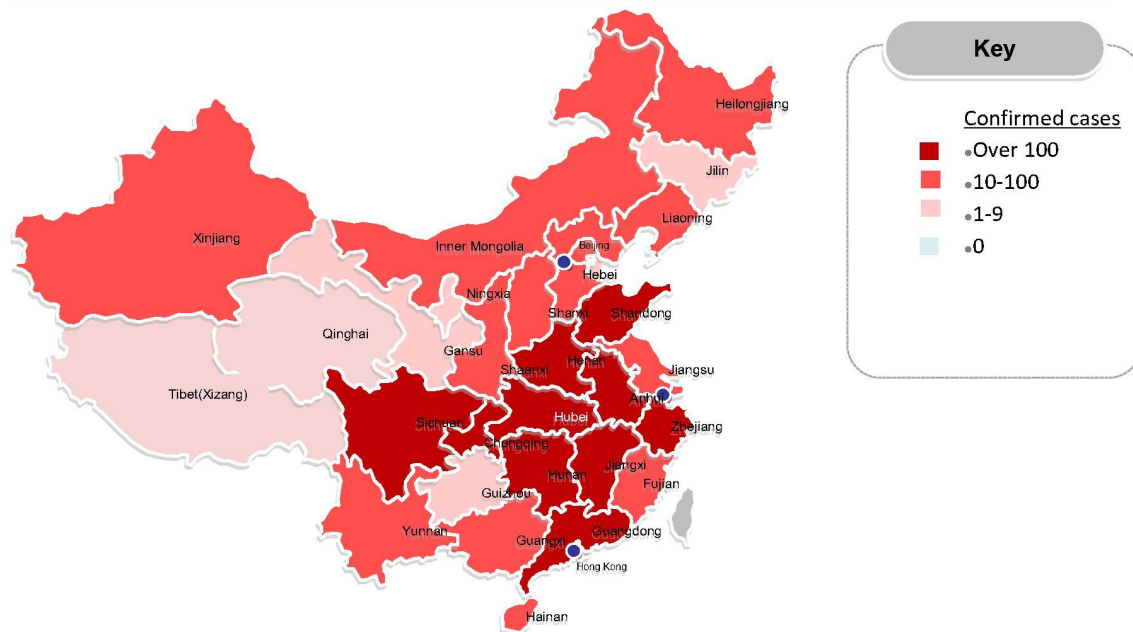 Key
Confirmed cases
•Over 100
•10-100
•1-9
•0
Heilongjiang
Jilin
Liaoning
Xinjiang
Inner Mongolia
Beijing
Hebei
Ningxia
Shanxi
Shandong
Qinghai
Gansu
Henan
Shaanxi
Jiangsu
Tibet(Xizang)
Anhui
Sichuan
Hubei
Zhejiang
Chongqing
Jiangxi
Hunan
Fujian
Guizhou
Yunnan
Guangxi
Guangdong
Hong Kong
Hainan